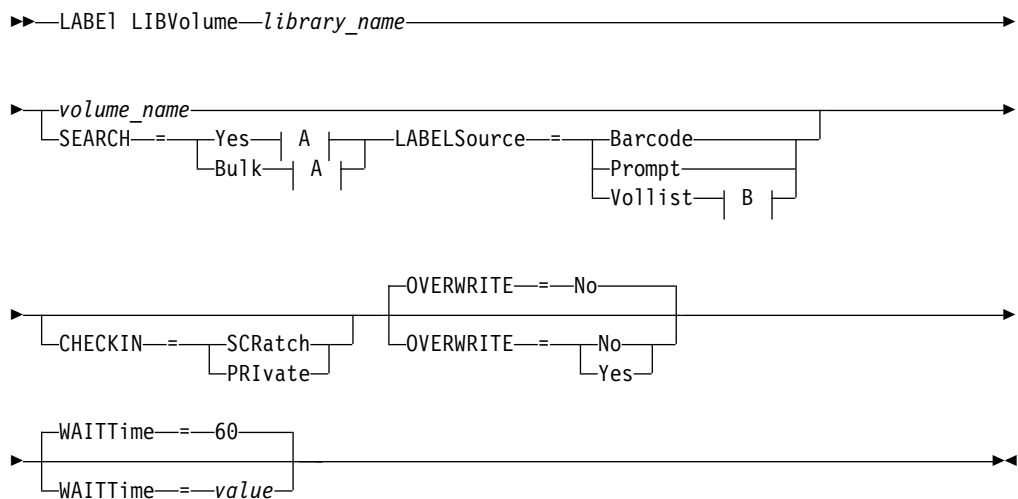 LABEl LIBVolume library_name
volume_name
SEARCH = Yes A LABELSource = Barcode
Bulk A Prompt
Vollist B
OVERWRITE = No
CHECKIN = SCRatch OVERWRITE = No
PRIvate Yes
WAITTime = 60
WAITTime = value